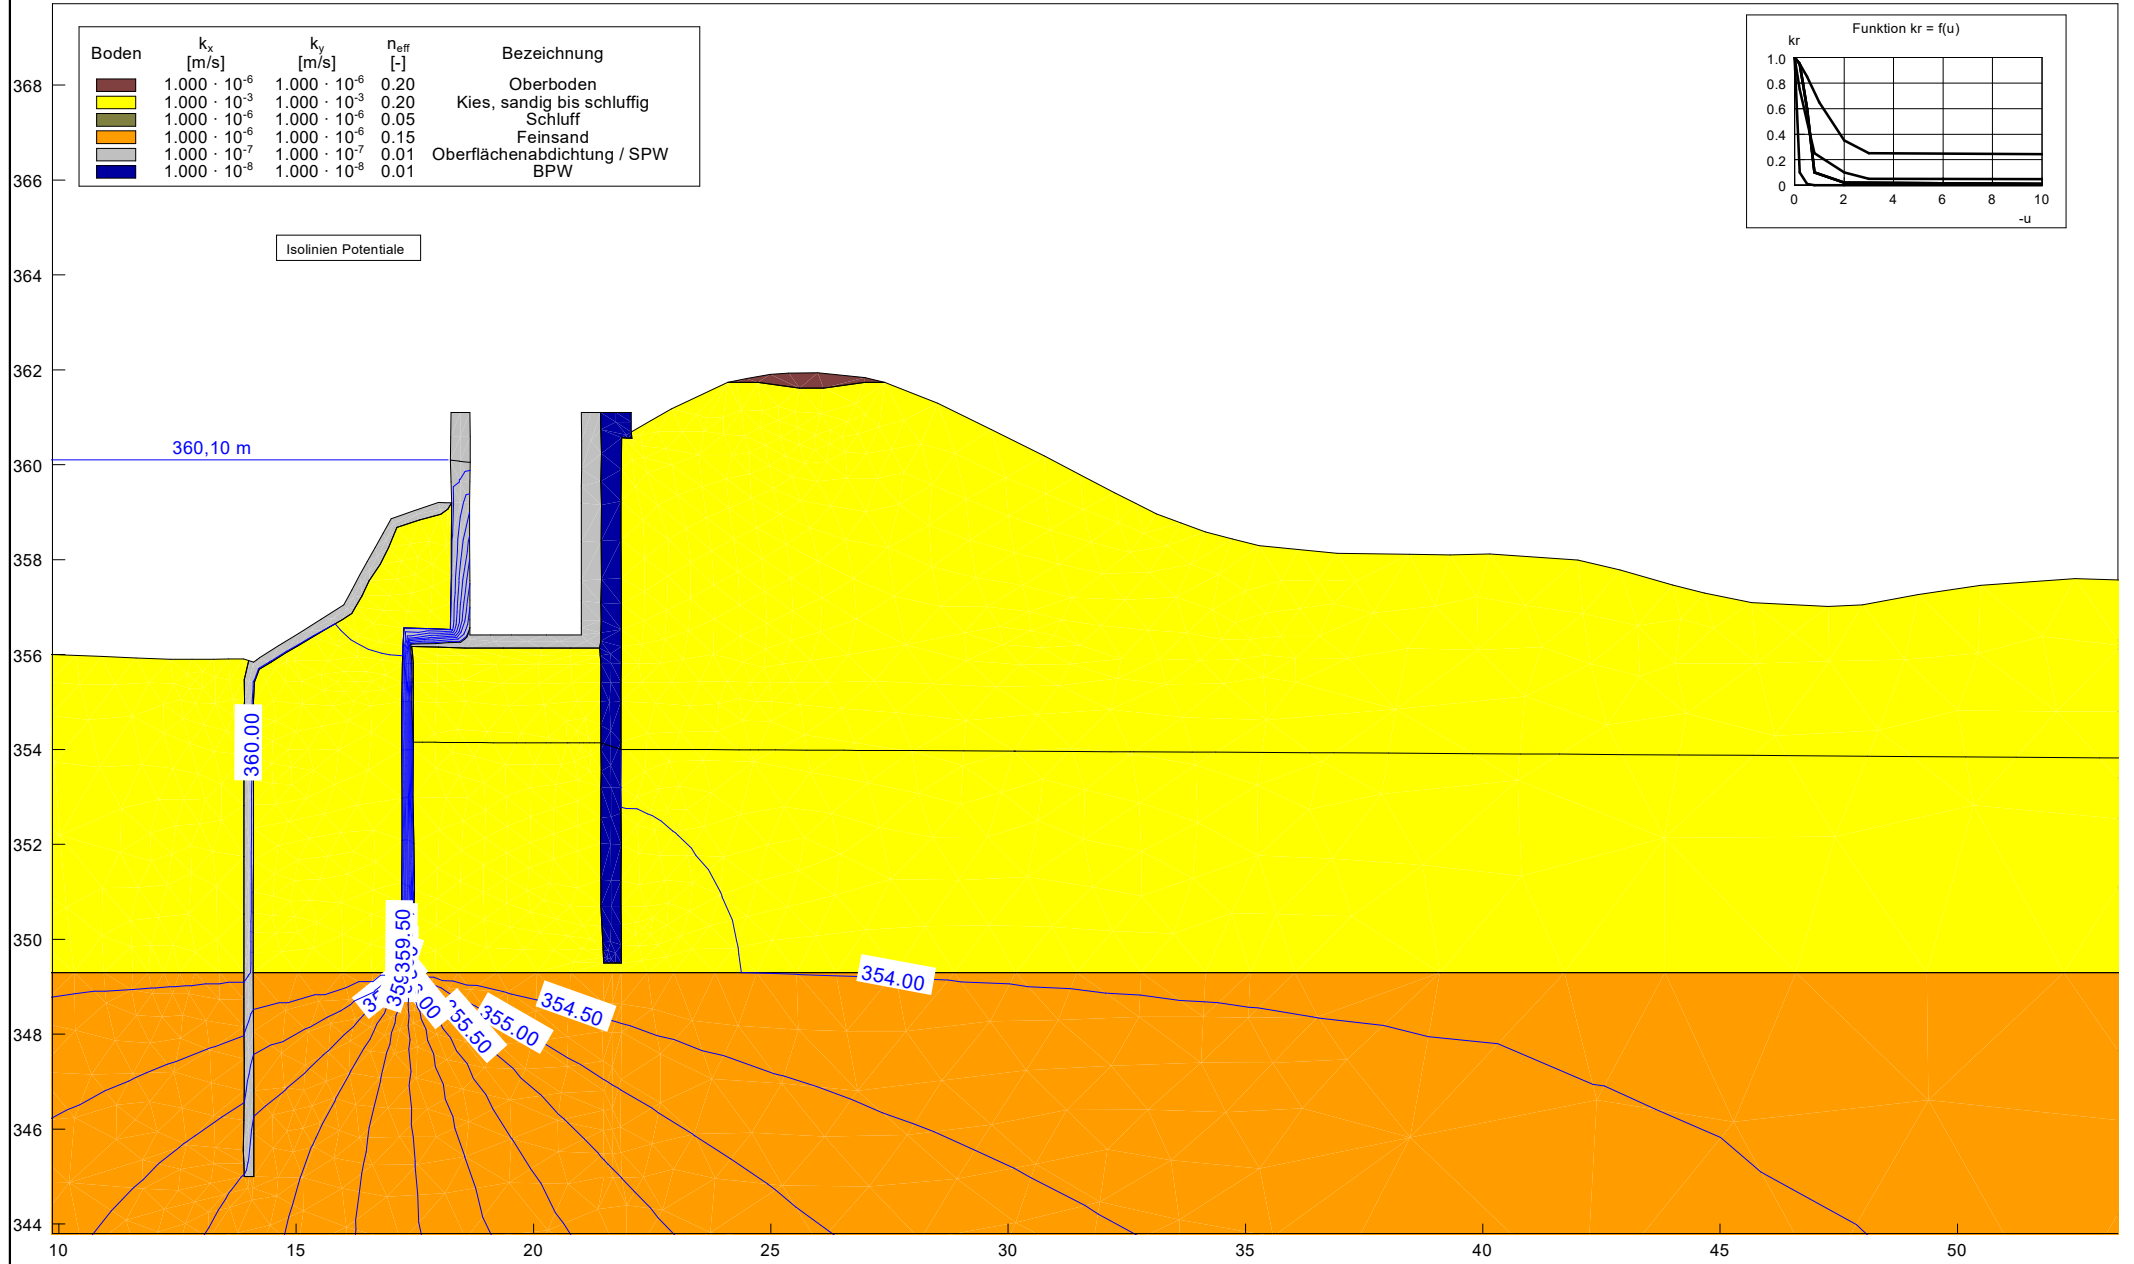 Boden kx [m/s] ky [m/s] neff [-] Bezeichnung
1.000 · 10-6 1.000 · 10-6 0.20 Oberboden
1.000 · 10-3 1.000 · 10-3 0.20 Kies, sandig bis schluffig
1.000 · 10-6 1.000 · 10-6 0.05 Schluff
1.000 · 10-6 1.000 · 10-6 0.15 Feinsand
1.000 · 10-7 1.000 · 10-7 0.01 Oberflächenabdichtung / SPW
1.000 · 10-8 1.000 · 10-8 0.01 BPW
Funktion kr = f(u)
kr
1.0
0.8
0.6
0.4
0.2
0
0 2 4 6 8 10
-u
Isolinien Potentiale
368
366
364
362
360
358
356
354
352
350
348
346
344
360,10 m
360.00
359.50
354.00
354.50
355.00
10 15 20 25 30 35 40 45 50